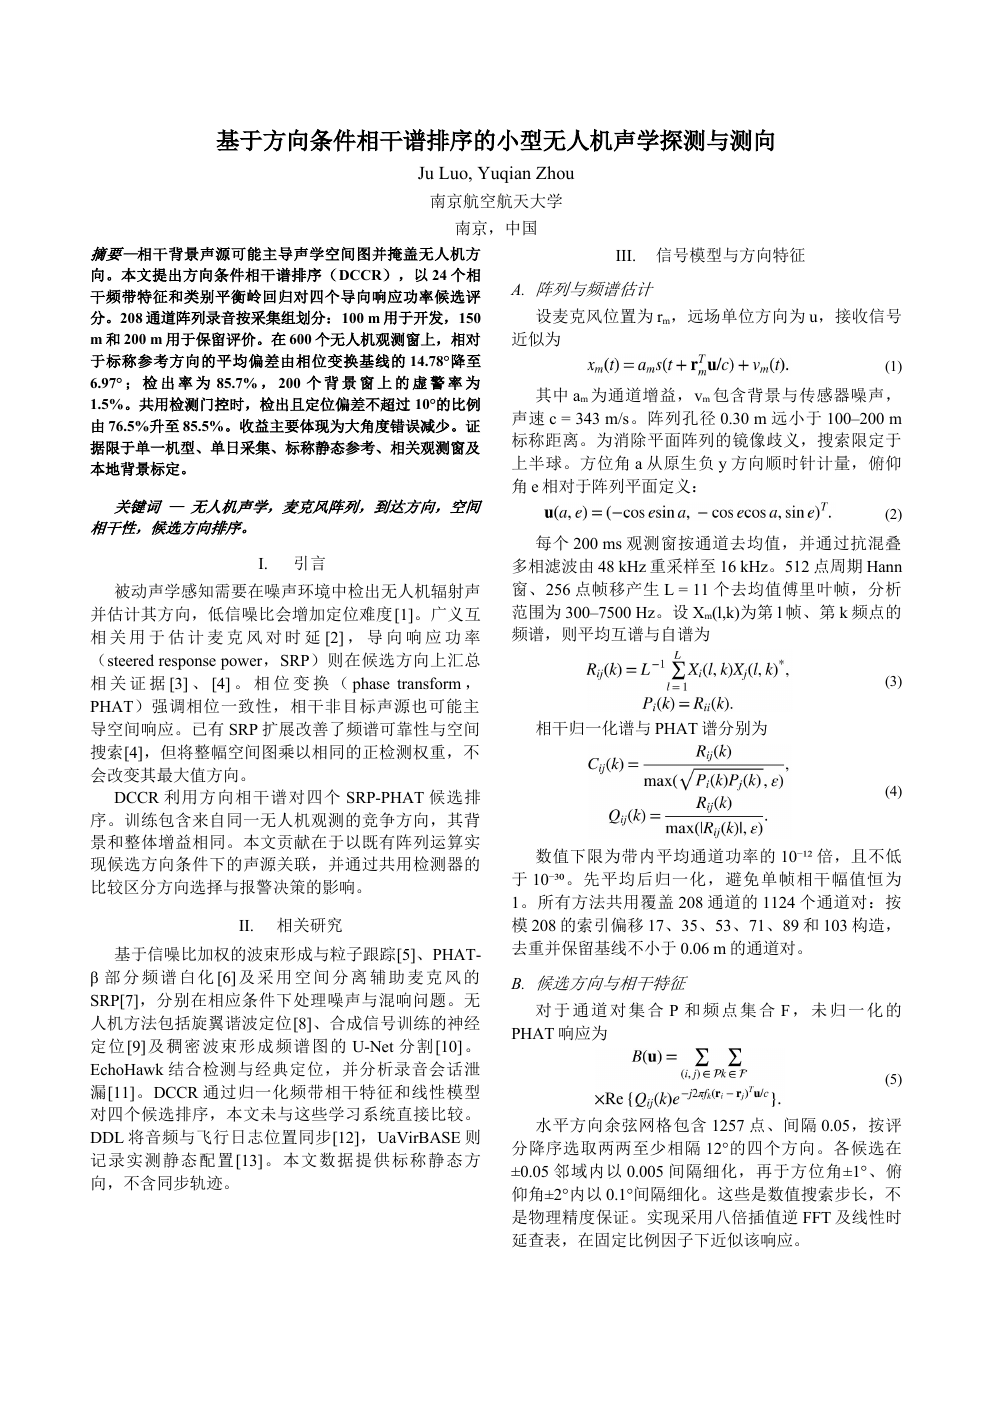 基于方向条件相干谱排序的小型无人机声学探测与测向
Ju Luo, Yuqian Zhou
南京航空航天大学
南京，中国
摘要—相干背景声源可能主导声学空间图并掩盖无人机方
向。本文提出方向条件相干谱排序（DCCR），以 24 个相
干频带特征和类别平衡岭回归对四个导向响应功率候选评
分。208 通道阵列录音按采集组划分：100 m 用于开发，150
m 和 200 m 用于保留评价。在 600 个无人机观测窗上，相对
于标称参考方向的平均偏差由相位变换基线的 14.78°降至
6.97°；检出率为 85.7%，200 个背景窗上的虚警率为
1.5%。共用检测门控时，检出且定位偏差不超过 10°的比例
由 76.5%升至 85.5%。收益主要体现为大角度错误减少。证
据限于单一机型、单日采集、标称静态参考、相关观测窗及
本地背景标定。
关键词 — 无人机声学，麦克风阵列，到达方向，空间
相干性，候选方向排序。
I. 引言
被动声学感知需要在噪声环境中检出无人机辐射声
并估计其方向，低信噪比会增加定位难度[1]。广义互
相关用于估计麦克风对时延[2]，导向响应功率
（steered response power，SRP）则在候选方向上汇总
相关证据[3]、[4]。相位变换（phase transform，
PHAT）强调相位一致性，相干非目标声源也可能主
导空间响应。已有 SRP 扩展改善了频谱可靠性与空间
搜索[4]，但将整幅空间图乘以相同的正检测权重，不
会改变其最大值方向。
DCCR 利用方向相干谱对四个 SRP-PHAT 候选排
序。训练包含来自同一无人机观测的竞争方向，其背
景和整体增益相同。本文贡献在于以既有阵列运算实
现候选方向条件下的声源关联，并通过共用检测器的
比较区分方向选择与报警决策的影响。
II. 相关研究
基于信噪比加权的波束形成与粒子跟踪[5]、PHAT-
β 部分频谱白化[6]及采用空间分离辅助麦克风的
SRP[7]，分别在相应条件下处理噪声与混响问题。无
人机方法包括旋翼谐波定位[8]、合成信号训练的神经
定位[9]及稠密波束形成频谱图的 U-Net 分割[10]。
EchoHawk 结合检测与经典定位，并分析录音会话泄
漏[11]。DCCR 通过归一化频带相干特征和线性模型
对四个候选排序，本文未与这些学习系统直接比较。
DDL 将音频与飞行日志位置同步[12]，UaVirBASE 则
记录实测静态配置[13]。本文数据提供标称静态方
向，不含同步轨迹。
III. 信号模型与方向特征
A. 阵列与频谱估计
设麦克风位置为 rₘ，远场单位方向为 u，接收信号
近似为
xₘ(t) = aₘs(t + rₘᵀu/c) + vₘ(t). (1)
其中 aₘ 为通道增益，vₘ 包含背景与传感器噪声，
声速 c = 343 m/s。阵列孔径 0.30 m 远小于 100–200 m
标称距离。为消除平面阵列的镜像歧义，搜索限定于
上半球。方位角 a 从原生负 y 方向顺时针计量，俯仰
角 e 相对于阵列平面定义：
u(a, e) = (−cos esin a, − cos ecos a, sin e)ᵀ. (2)
每个 200 ms 观测窗按通道去均值，并通过抗混叠
多相滤波由 48 kHz 重采样至 16 kHz。512 点周期 Hann
窗、256 点帧移产生 L = 11 个去均值傅里叶帧，分析
范围为 300–7500 Hz。设 Xₘ(l,k)为第 l 帧、第 k 频点的
频谱，则平均互谱与自谱为
Rᵢⱼ(k) = L⁻¹ ∑_{l = 1}^{L} Xᵢ(l, k)Xⱼ(l, k)*, (3)
Pᵢ(k) = Rᵢᵢ(k).
相干归一化谱与 PHAT 谱分别为
Cᵢⱼ(k) = Rᵢⱼ(k) / max(√(Pᵢ(k)Pⱼ(k)), ε),
(4)
Qᵢⱼ(k) = Rᵢⱼ(k) / max(|Rᵢⱼ(k)|, ε).
数值下限为带内平均通道功率的 10⁻¹² 倍，且不低
于 10⁻³⁰。先平均后归一化，避免单帧相干幅值恒为
1。所有方法共用覆盖 208 通道的 1124 个通道对：按
模 208 的索引偏移 17、35、53、71、89 和 103 构造，
去重并保留基线不小于 0.06 m 的通道对。
B. 候选方向与相干特征
对于通道对集合 P 和频点集合 F，未归一化的
PHAT 响应为
B(u) = ∑_{(i, j) ∈ P} ∑_{k ∈ F} (5)
×Re {Qᵢⱼ(k)e^{−j2πfₖ(rᵢ − rⱼ)ᵀu/c}}.
水平方向余弦网格包含 1257 点、间隔 0.05，按评
分降序选取两两至少相隔 12°的四个方向。各候选在
±0.05 邻域内以 0.005 间隔细化，再于方位角±1°、俯
仰角±2°内以 0.1°间隔细化。这些是数值搜索步长，不
是物理精度保证。实现采用八倍插值逆 FFT 及线性时
延查表，在固定比例因子下近似该响应。